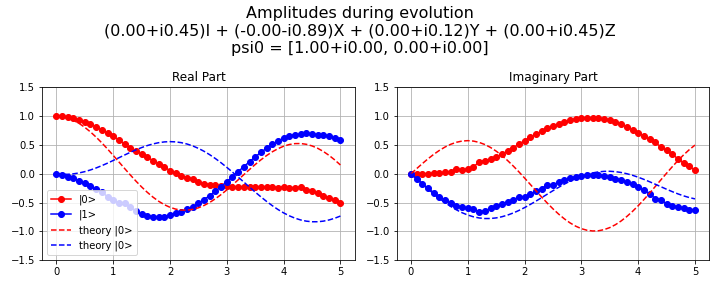 Amplitudes during evolution
(0.00+i0.45)I + (-0.00-i0.89)X + (0.00+i0.12)Y + (0.00+i0.45)Z
psi0 = [1.00+i0.00, 0.00+i0.00]
Real Part
Imaginary Part
1.5
1.0
0.5
0.0
−0.5
−1.0
−1.5
|0>
|1>
theory |0>
theory |0>
0 1 2 3 4 5
1.5
1.0
0.5
0.0
−0.5
−1.0
−1.5
0 1 2 3 4 5